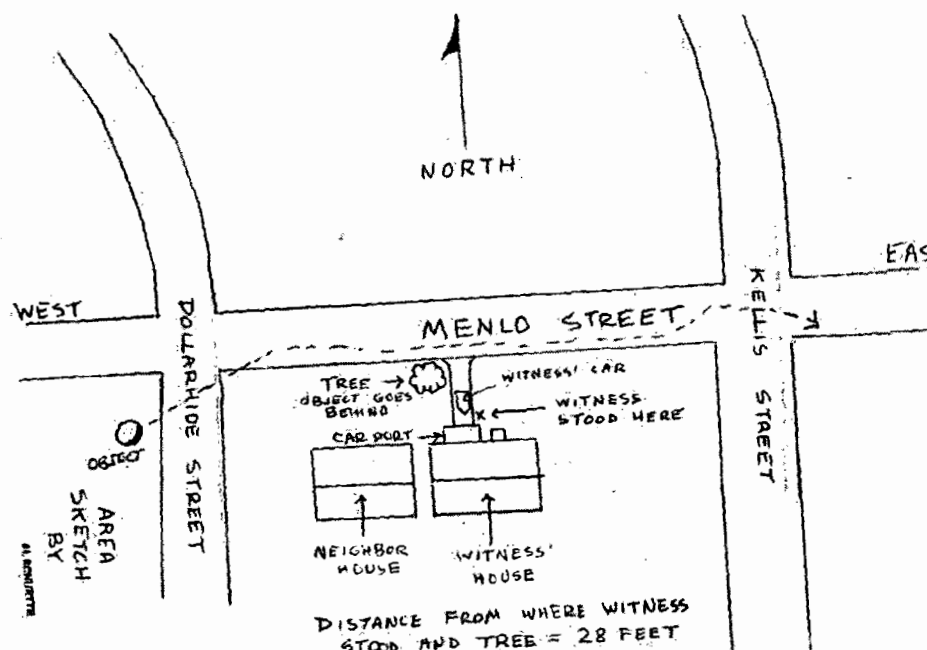 NORTH
EAS
WEST
MENLO STREET
DOLLARHIDE STREET
KELLIS STREET
TREE
OBJECT GOES
BEHIND
WITNESS' CAR
WITNESS
STOOD HERE
CAR PORT
OBJECT
AREA
SKETCH
BY
NEIGHBOR
HOUSE
WITNESS'
HOUSE
DISTANCE FROM WHERE WITNESS
STOOD AND TREE = 28 FEET